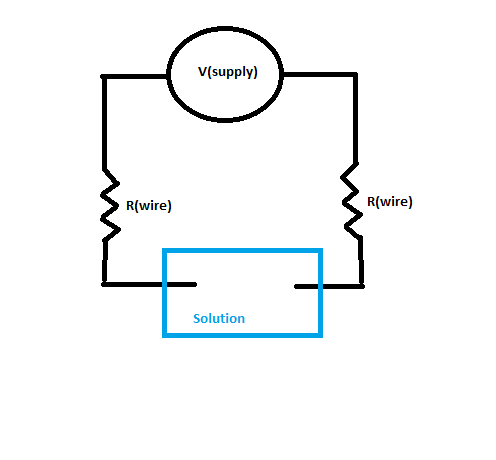 V(supply)
R(wire)
R(wire)
Solution